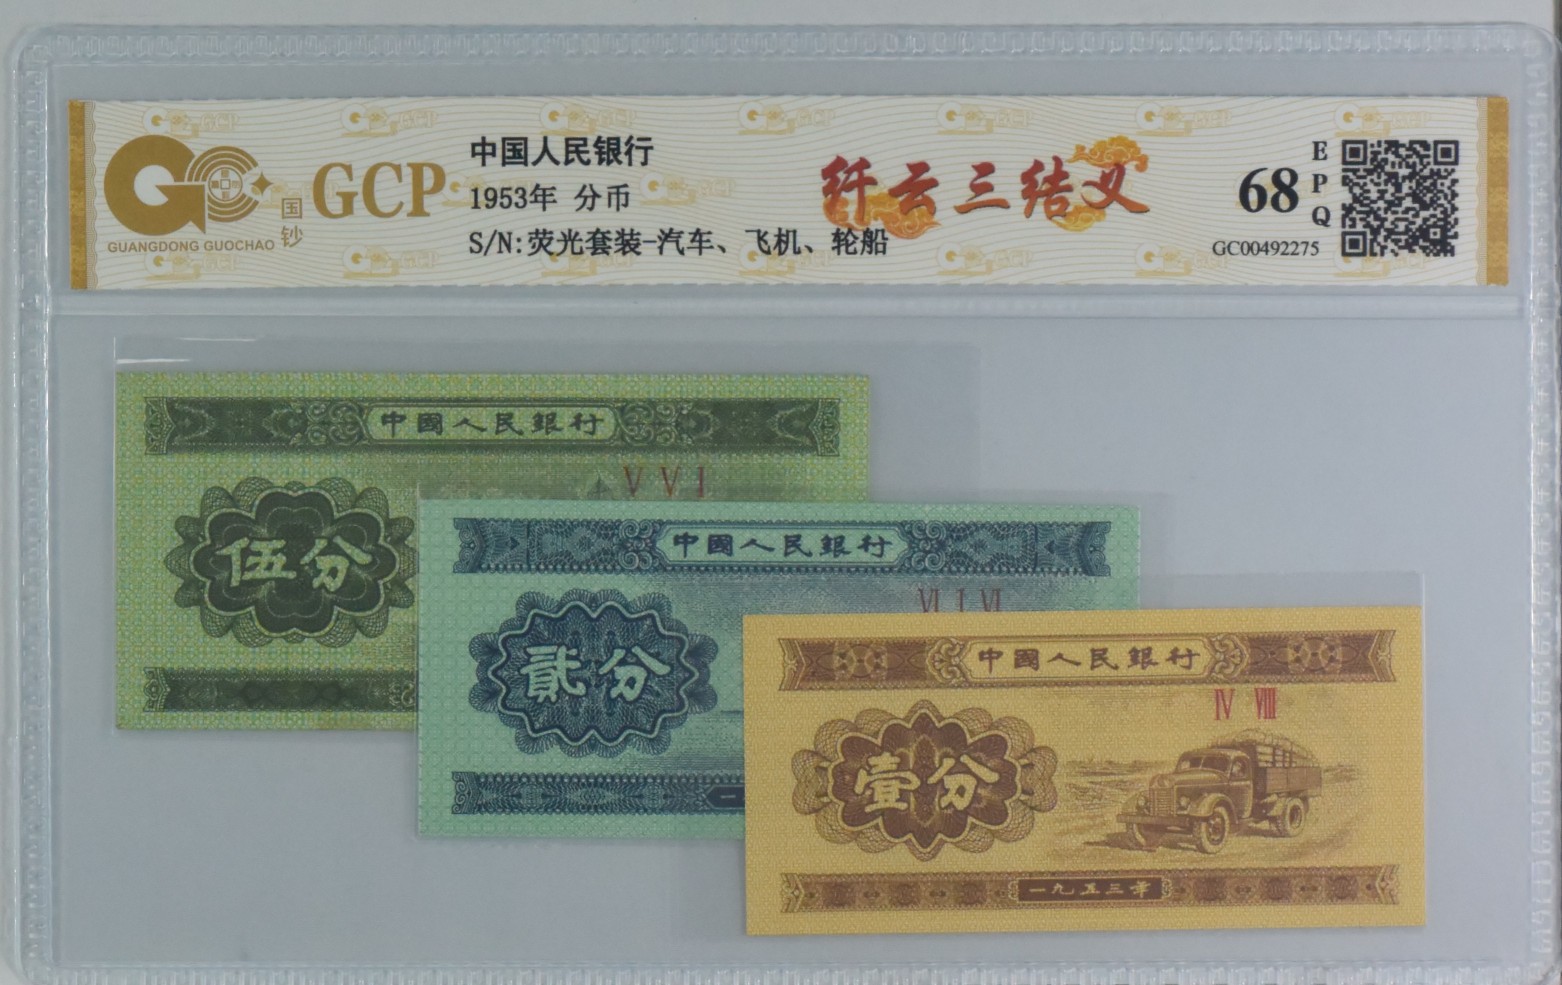 国钞
GUANGDONG GUOCHAO
GCP
中国人民银行
1953年 分币
S/N:荧光套装-汽车、飞机、轮船
纤云三结义
68
EPQ
GC00492275
中國人民銀行
V V I
伍分
中國人民銀行
VI I VI
貳分
一
中國人民銀行
IV VIII
壹分
一九五三年